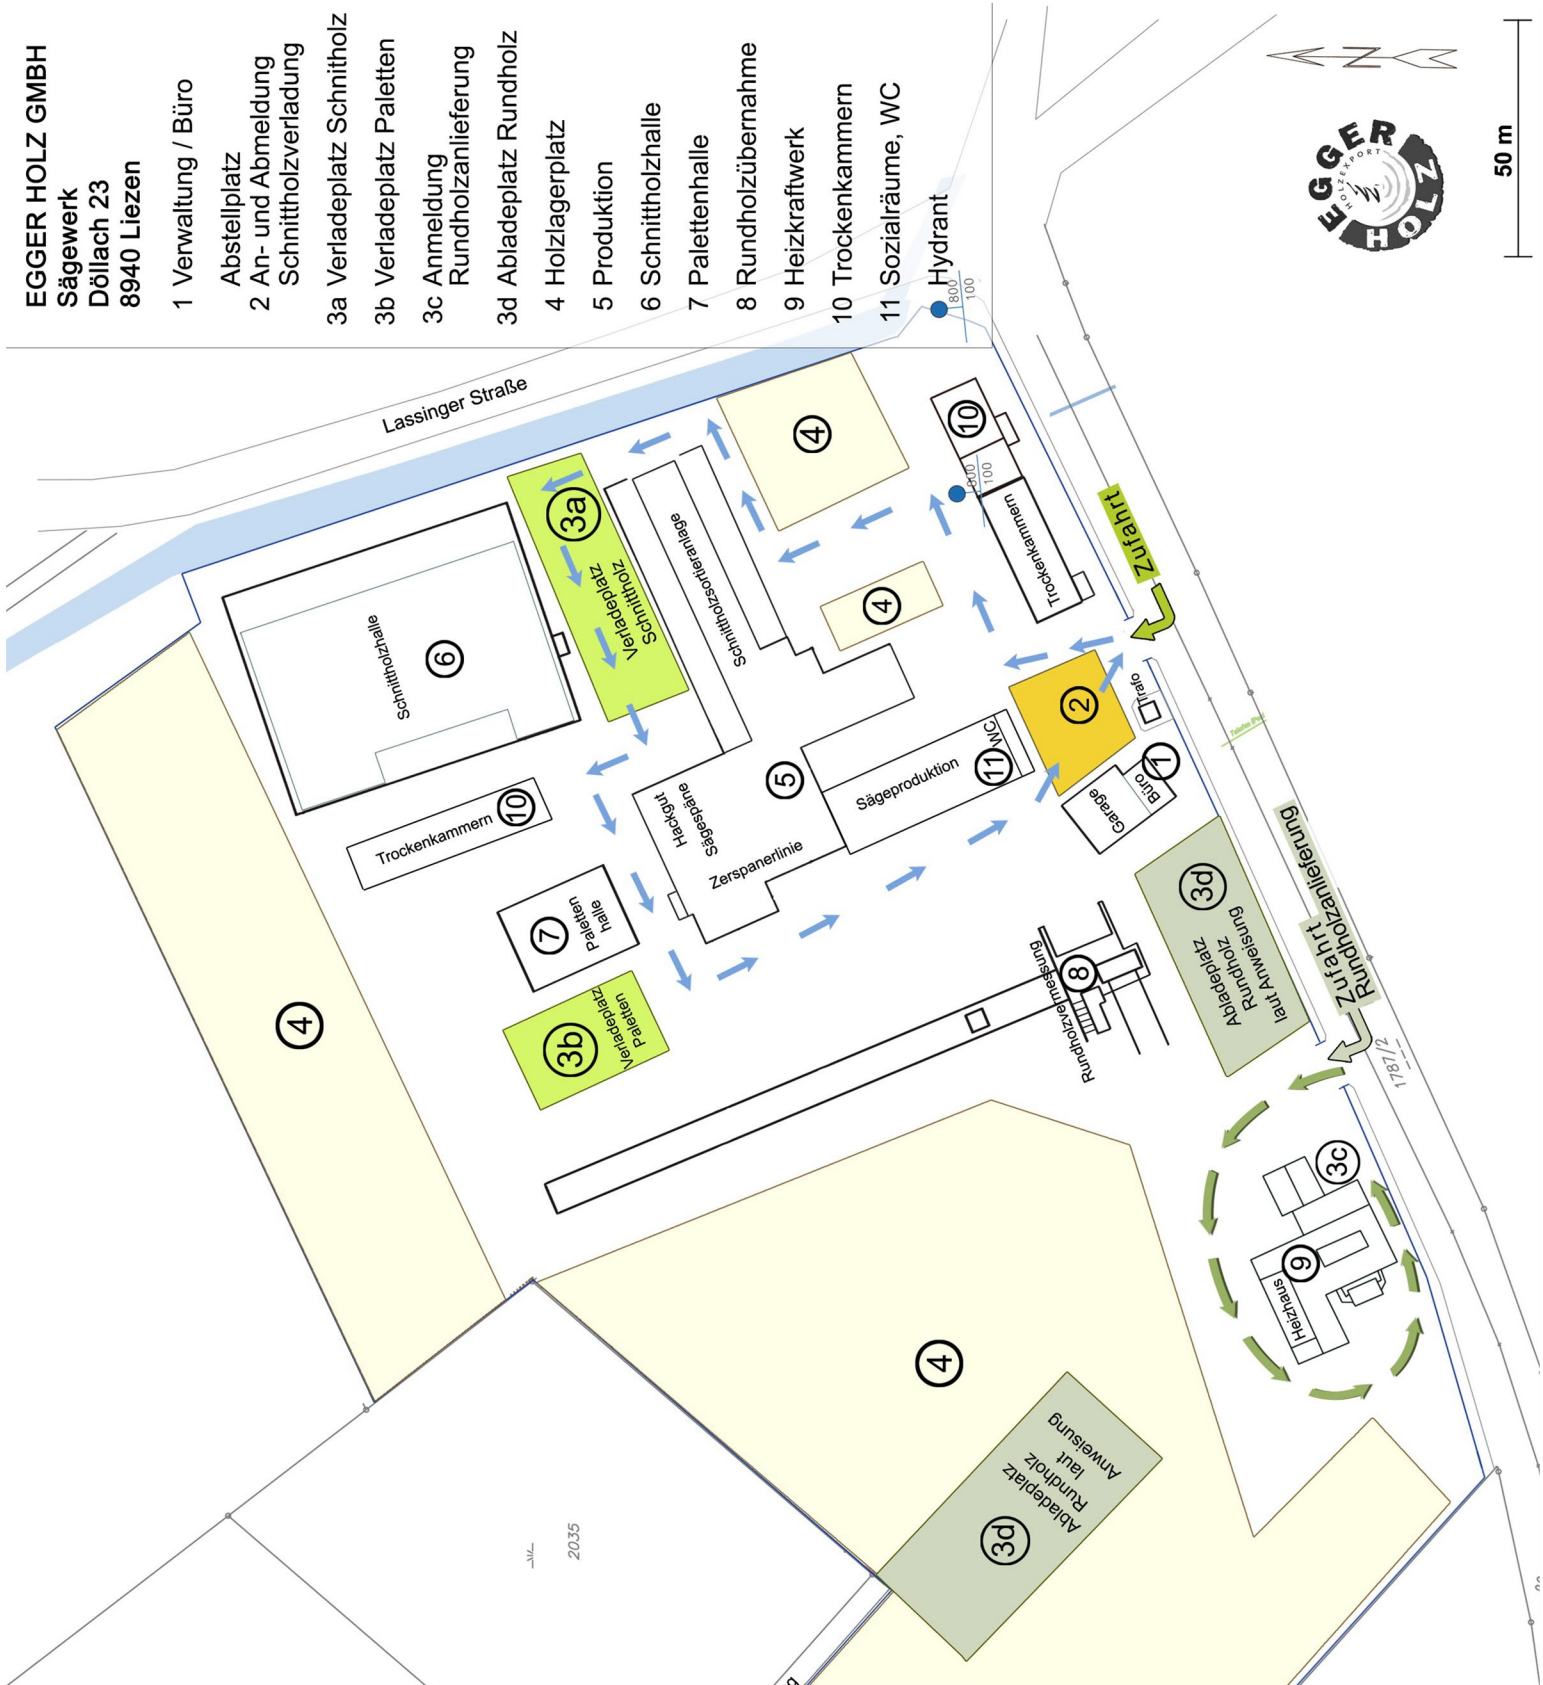 EGGER HOLZ GMBH
Sägewerk
Döllach 23
8940 Liezen
1 Verwaltung / Büro
Abstellplatz
2 An- und Abmeldung
Schnittholzverladung
3a Verladeplatz Schnitholz
3b Verladeplatz Paletten
3c Anmeldung
Rundholzanlieferung
3d Abladeplatz Rundholz
4 Holzlagerplatz
5 Produktion
6 Schnittholzhalle
7 Palettenhalle
8 Rundholzübernahme
9 Heizkraftwerk
10 Trockenkammern
11 Sozialräume, WC
Hydrant
800
100
Lassinger Straße
4
10
800
100
Trockenkammern
Zufahrt
4
3a
Verladeplatz
Schnittholz
Schnittholzsortieranlage
Schnittholzhalle
6
Trockenkammern
10
Hackgut
Sägespäne
Zerspanerlinie
5
Sägeproduktion
11
WC
2
Trafo
1
Büro
Garage
7
Paletten
halle
3b
Verladeplatz
Paletten
4
Rundholzvermessung
8
3d
Abladeplatz
Rundholz
laut Anweisung
Zufahrt
Rundholzanlieferung
1787/2
3c
9
Heizhaus
4
3d
Abladeplatz
Rundholz
laut
Anweisung
2035
N
EGGER
HOLZEXPORT
HOLZ
50 m